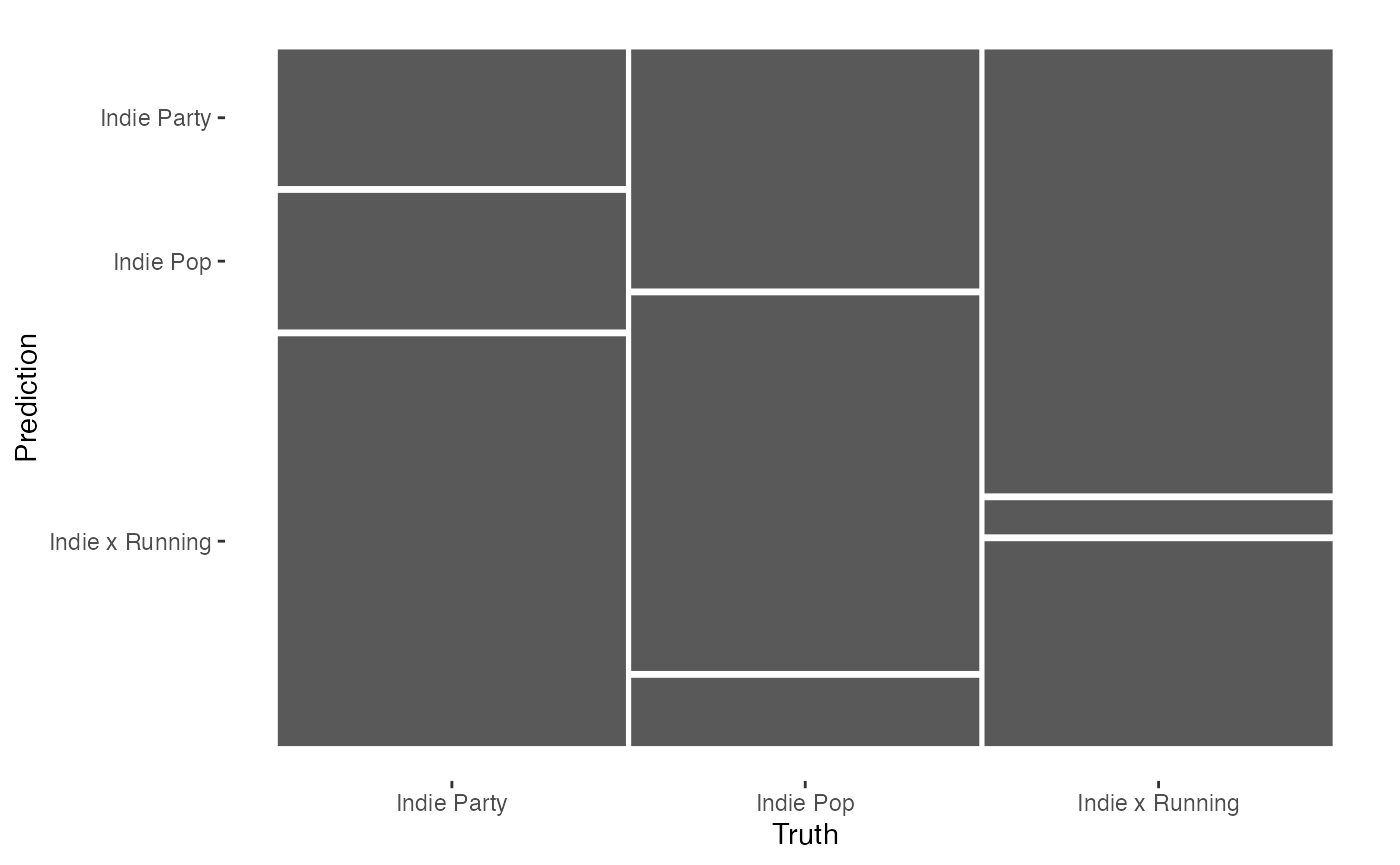 Indie Party
Indie Pop
Indie x Running
Prediction
Indie Party
Indie Pop
Indie x Running
Truth